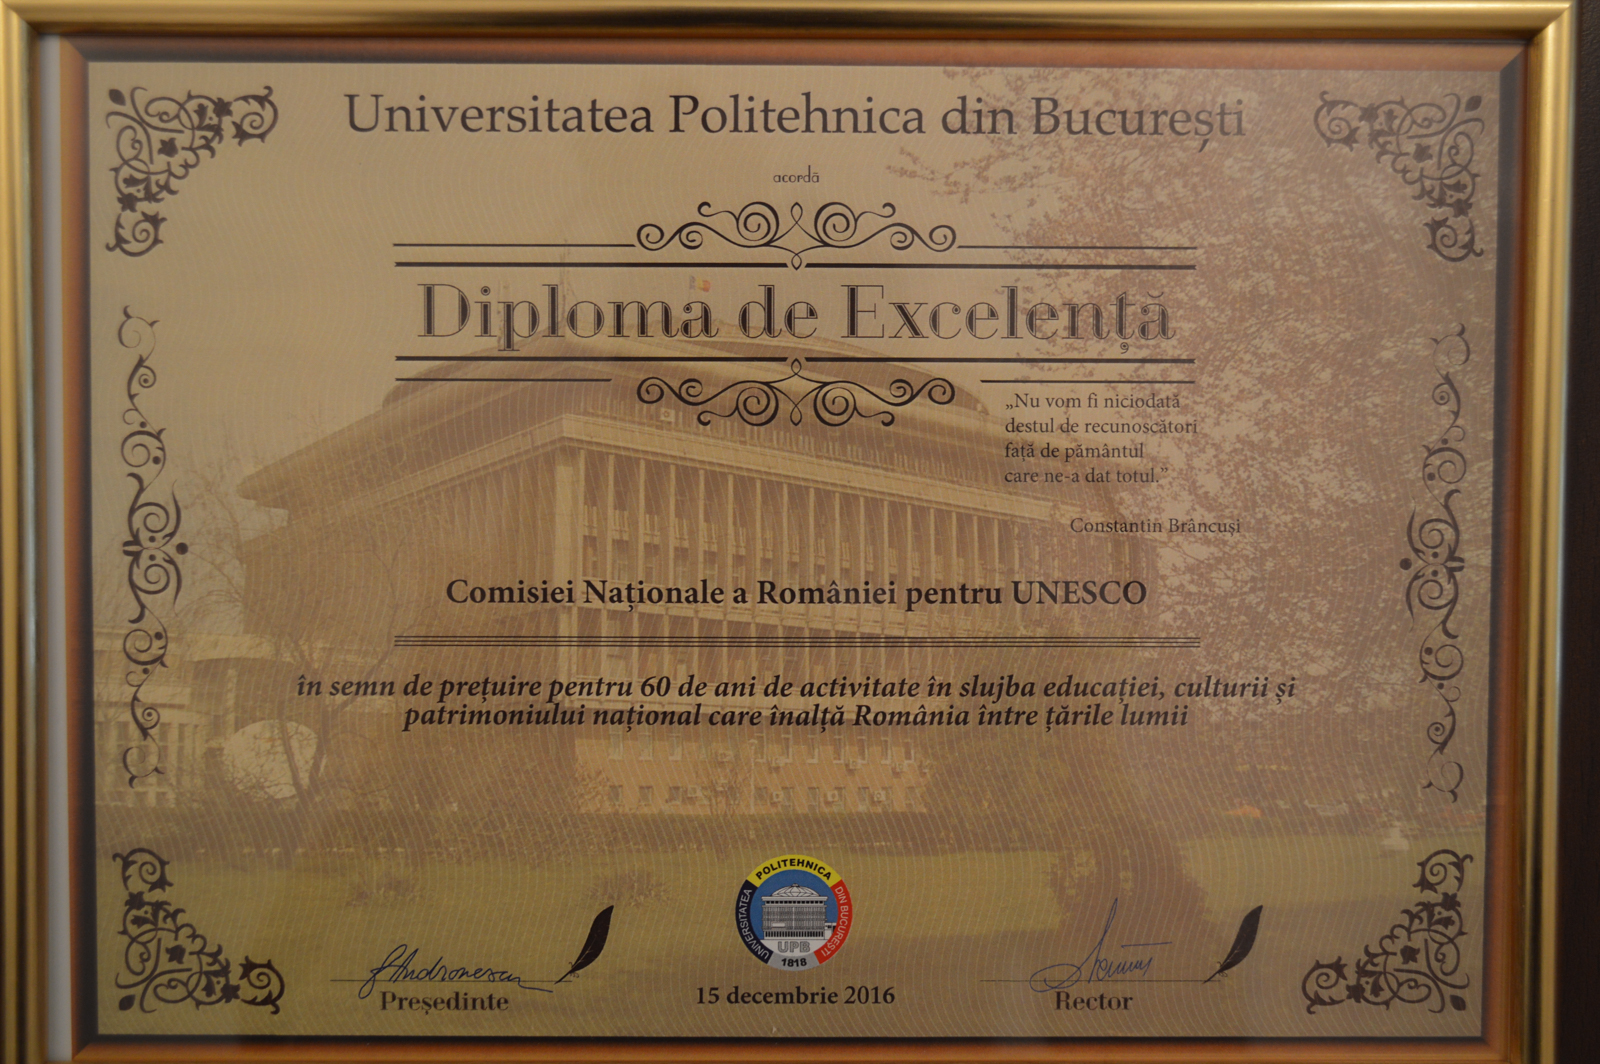 Universitatea Politehnica din București
acordă
Diploma de Excelență
„Nu vom fi niciodată
destul de recunoscători
față de pământul
care ne-a dat totul.”
Constantin Brâncuși
Comisiei Naționale a României pentru UNESCO
în semn de prețuire pentru 60 de ani de activitate în slujba educației, culturii și
patrimoniului național care înalță România între țările lumii
UNIVERSITATEA POLITEHNICA DIN BUCUREȘTI
UPB
1818
Andronescu
Președinte
15 decembrie 2016
Rector